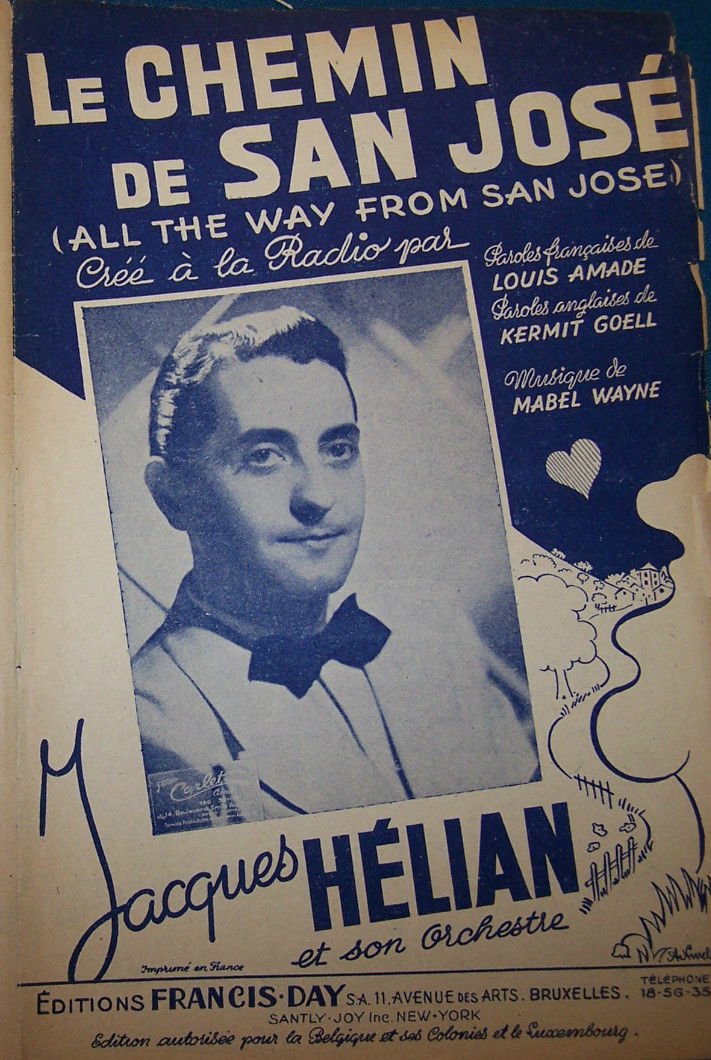 LE CHEMIN
DE SAN JOSÉ
(ALL THE WAY FROM SAN JOSE)
Créé à la Radio par
Paroles françaises de
LOUIS AMADE
Paroles anglaises de
KERMIT GOELL
Musique de
MABEL WAYNE
Carlet
Jacques HÉLIAN
et son Orchestre
Imprimé en France
ÉDITIONS FRANCIS-DAY S.A. 11, AVENUE DES ARTS. BRUXELLES. TÉLÉPHONE 18-56-35
SANTLY-JOY Inc. NEW-YORK
Edition autorisée pour la Belgique et ses Colonies et le Luxembourg.